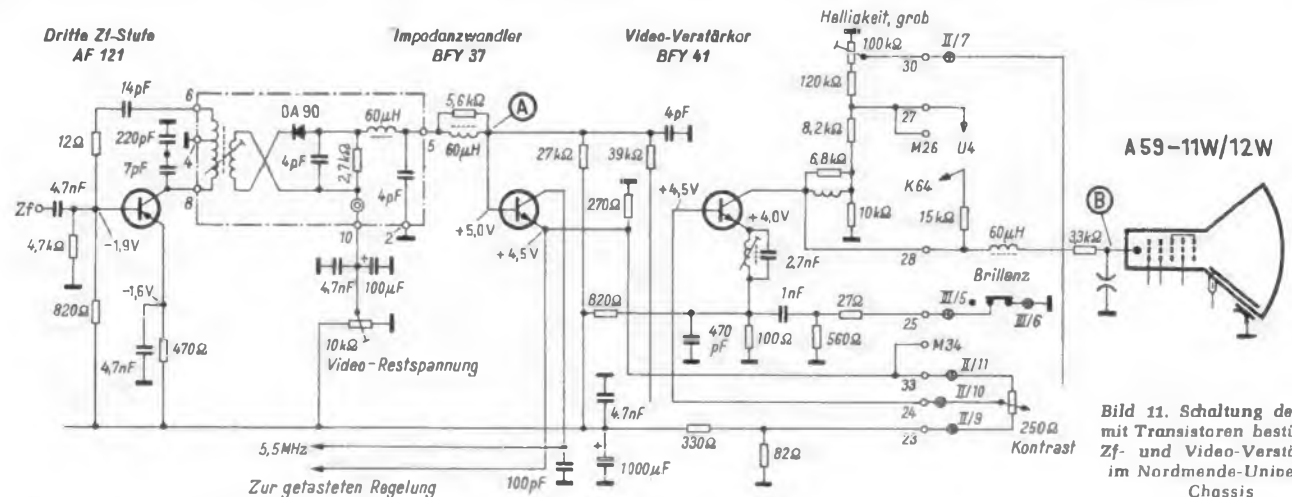 Dritte Zf-Stufe
AF 121
Impedanzwandler
BFY 37
Video-Verstärker
BFY 41
Helligkeit, grob
100kΩ
II/7
30
14pF
6
12Ω
220pF
4
7pF
8
DA 90
60µH
4pF
2,7kΩ
4pF
5
10
2
5,6kΩ
60µH
A
4pF
27kΩ
39kΩ
270Ω
120kΩ
27
8,2kΩ
M26
U4
6,8kΩ
K64
10kΩ
15kΩ
28
60µH
Brillanz
A59-11W/12W
B
3,3kΩ
4,7nF
Zf
4,7kΩ
-1,9V
-1,6V
820Ω
4,7nF
470Ω
4,7nF
100µF
+
10kΩ
Video-Restspannung
+5,0V
+4,5V
+4,5V
+4,0V
2,7nF
820Ω
1nF
27Ω
III/5
25
III/6
470
pF
100Ω
560Ω
M34
33
II/11
24
II/10
23
II/9
250Ω
Kontrast
4.7nF
330Ω
82Ω
5,5MHz
100pF
+
1000µF
Zur getasteten Regelung
Bild 11. Schaltung de
mit Transistoren bestü
Zf- und Video-Verstä
im Nordmende-Unive
Chassis